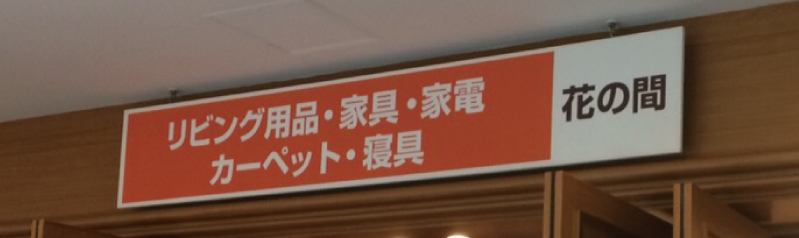 リビング用品・家具・家電
カーペット・寝具
花の間